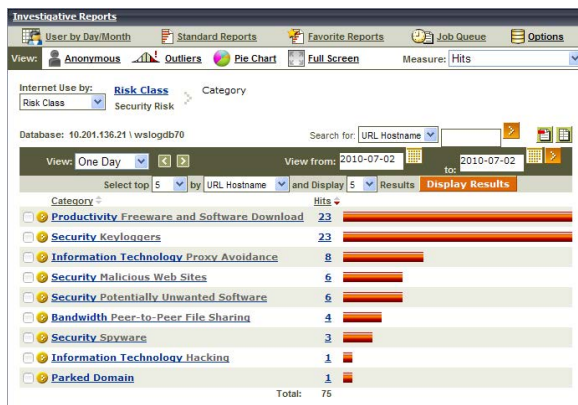 Investigative Reports
User by Day/Month Standard Reports Favorite Reports Job Queue Options
View: Anonymous Outliers Pie Chart Full Screen Measure: Hits
Internet Use by: Risk Class Category
Risk Class Security Risk
Database: 10.201.136.21 \ wslogdb70 Search for: URL Hostname
View: One Day View from: 2010-07-02 to: 2010-07-02
Select top 5 by URL Hostname and Display 5 Results Display Results
Category Hits
Productivity Freeware and Software Download 23
Security Keyloggers 23
Information Technology Proxy Avoidance 8
Security Malicious Web Sites 6
Security Potentially Unwanted Software 6
Bandwidth Peer-to-Peer File Sharing 4
Security Spyware 3
Information Technology Hacking 1
Parked Domain 1
Total: 75